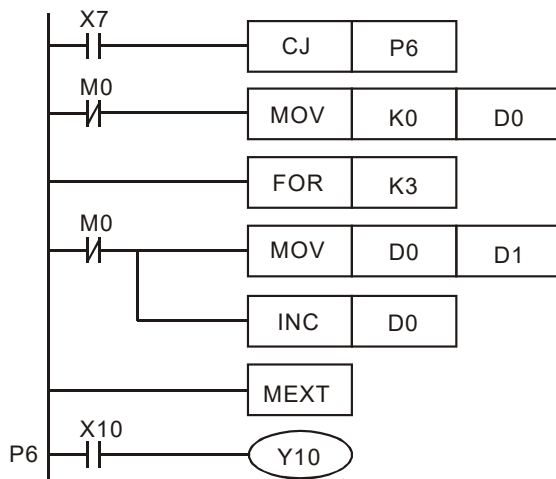 X7
CJ P6
M0
MOV K0 D0
FOR K3
M0
MOV D0 D1
INC D0
MEXT
X10
P6 Y10